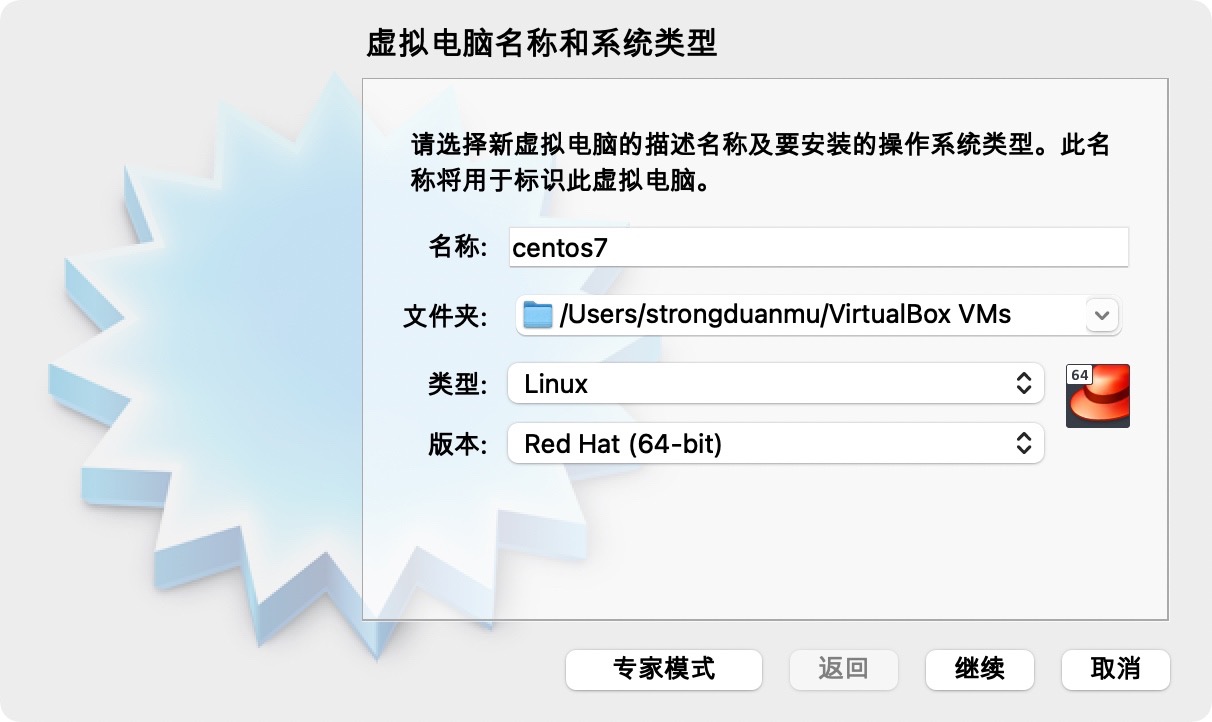 虚拟电脑名称和系统类型
请选择新虚拟电脑的描述名称及要安装的操作系统类型。此名
称将用于标识此虚拟电脑。
名称: centos7
文件夹: /Users/strongduanmu/VirtualBox VMs
类型: Linux
64
版本: Red Hat (64-bit)
专家模式 返回 继续 取消